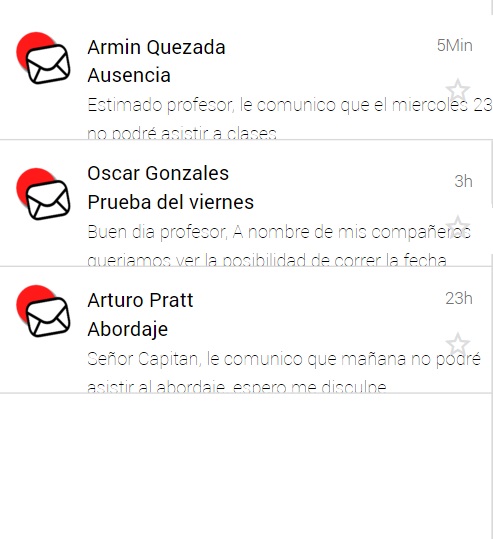 Armin Quezada
5Min
Ausencia
Estimado profesor, le comunico que el miercoles 23
no podré asistir a clases
Oscar Gonzales
3h
Prueba del viernes
Buen dia profesor, A nombre de mis compañeros
queriamos ver la posibilidad de correr la fecha
Arturo Pratt
23h
Abordaje
Señor Capitan, le comunico que mañana no podré
asistir al abordaje, espero me disculpe